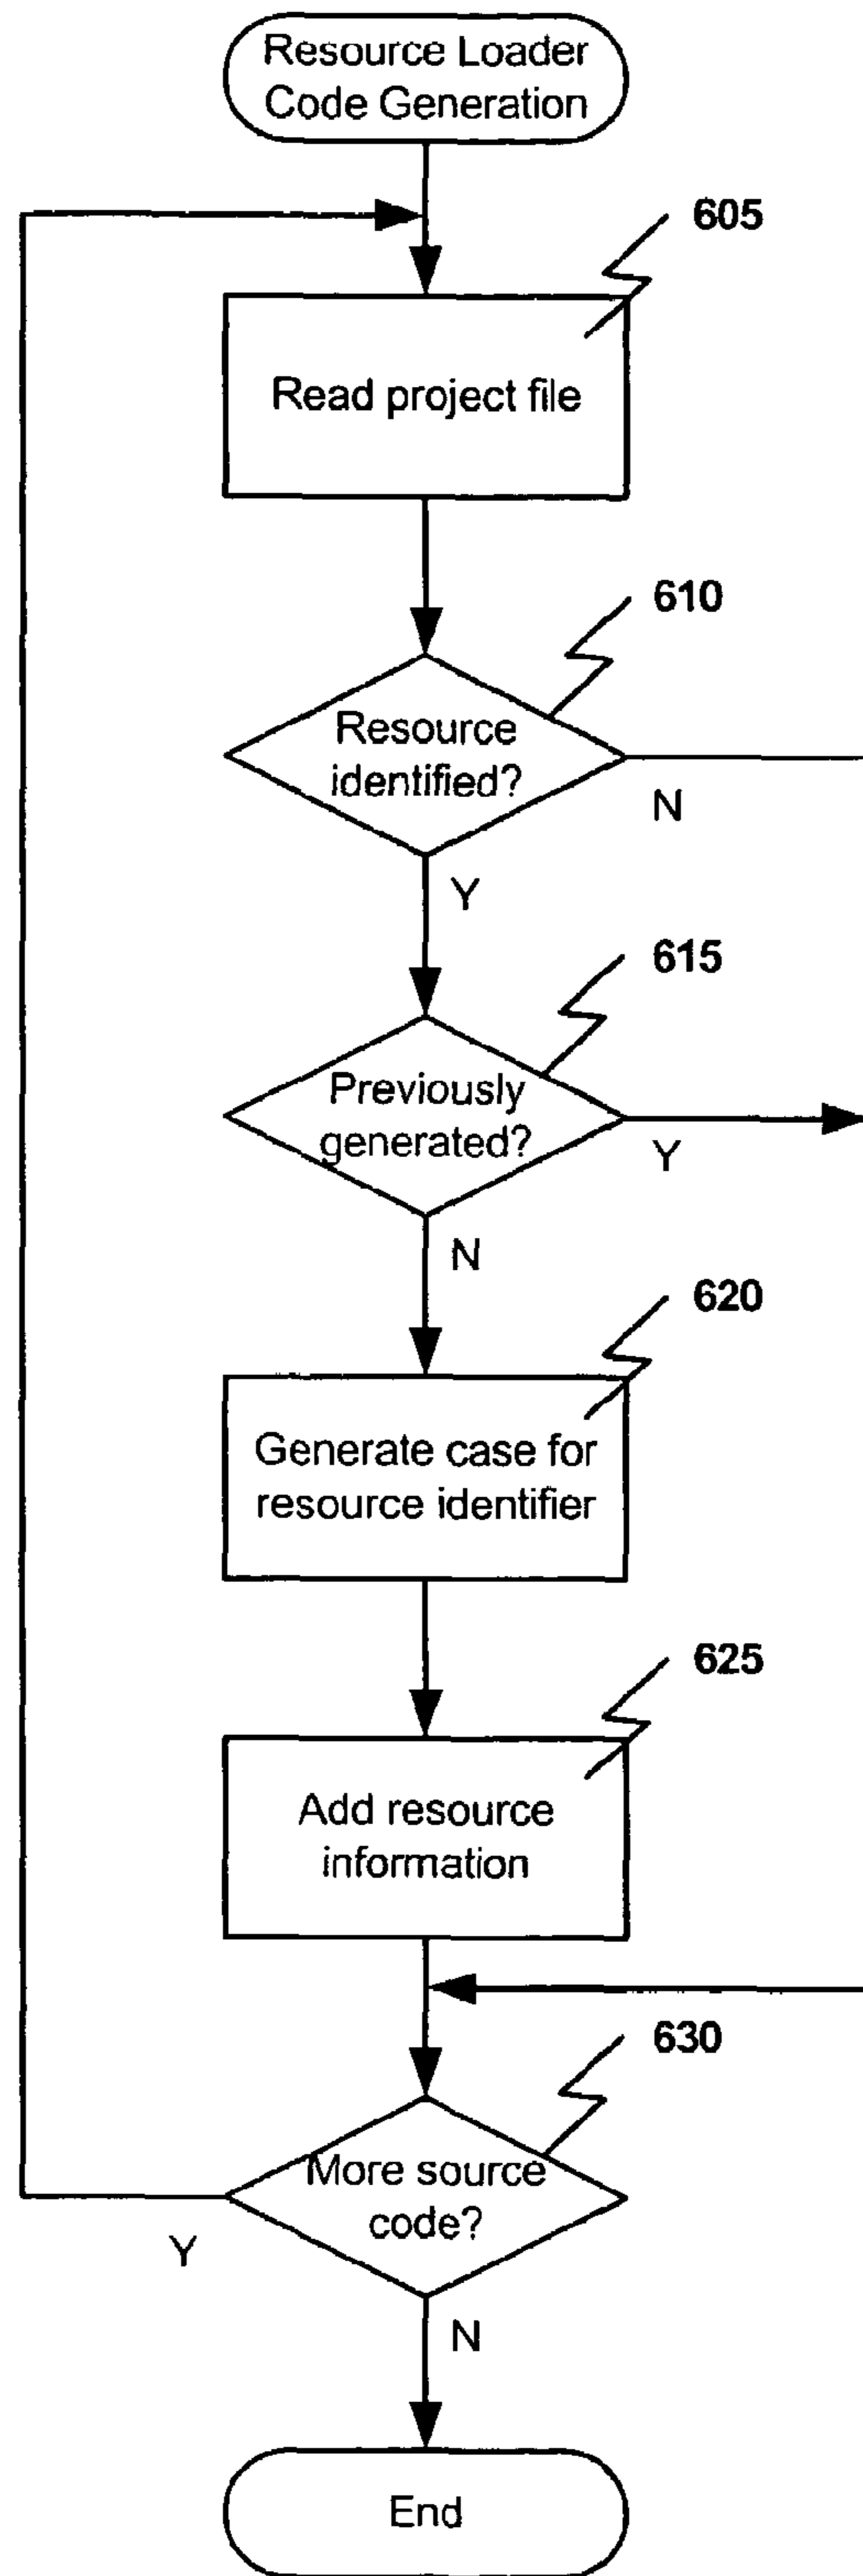 Resource Loader
Code Generation
605
Read project file
610
Resource
identified?
N
Y
615
Previously
generated?
Y
N
620
Generate case for
resource identifier
625
Add resource
information
630
More source
code?
Y
N
End